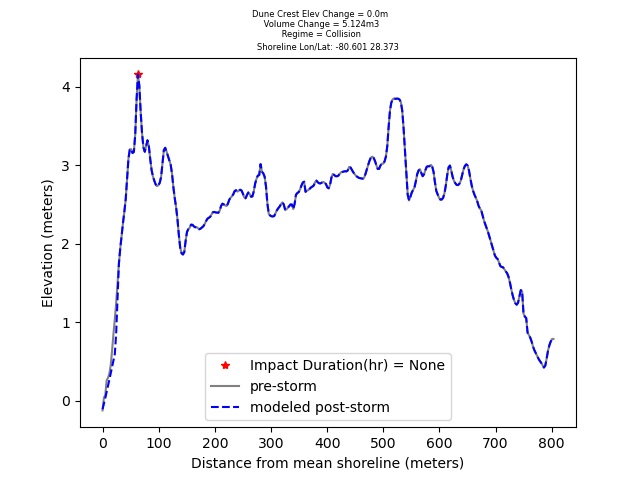 Dune Crest Elev Change = 0.0m
Volume Change = 5.124m3
Regime = Collision
Shoreline Lon/Lat: -80.601 28.373
4
3
2
1
0
Elevation (meters)
Impact Duration(hr) = None
pre-storm
modeled post-storm
0 100 200 300 400 500 600 700 800
Distance from mean shoreline (meters)